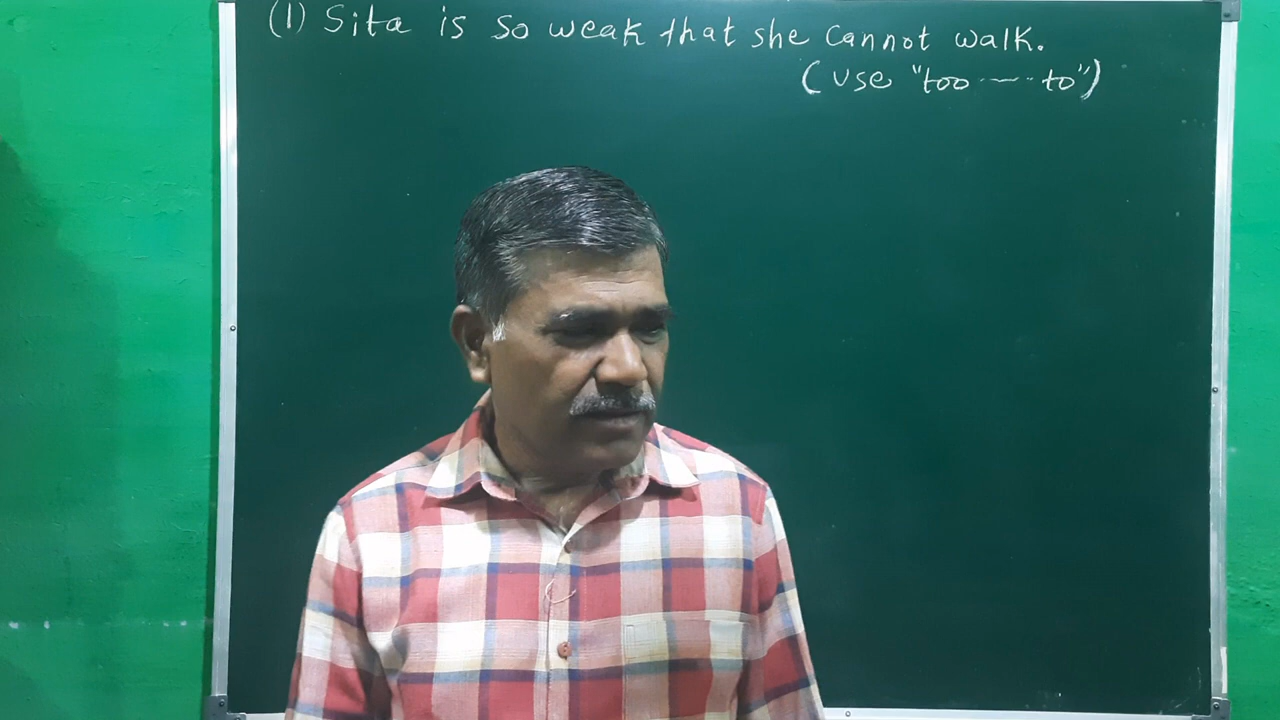 (1) Sita is so weak that she cannot walk.
(use "too ---- to")